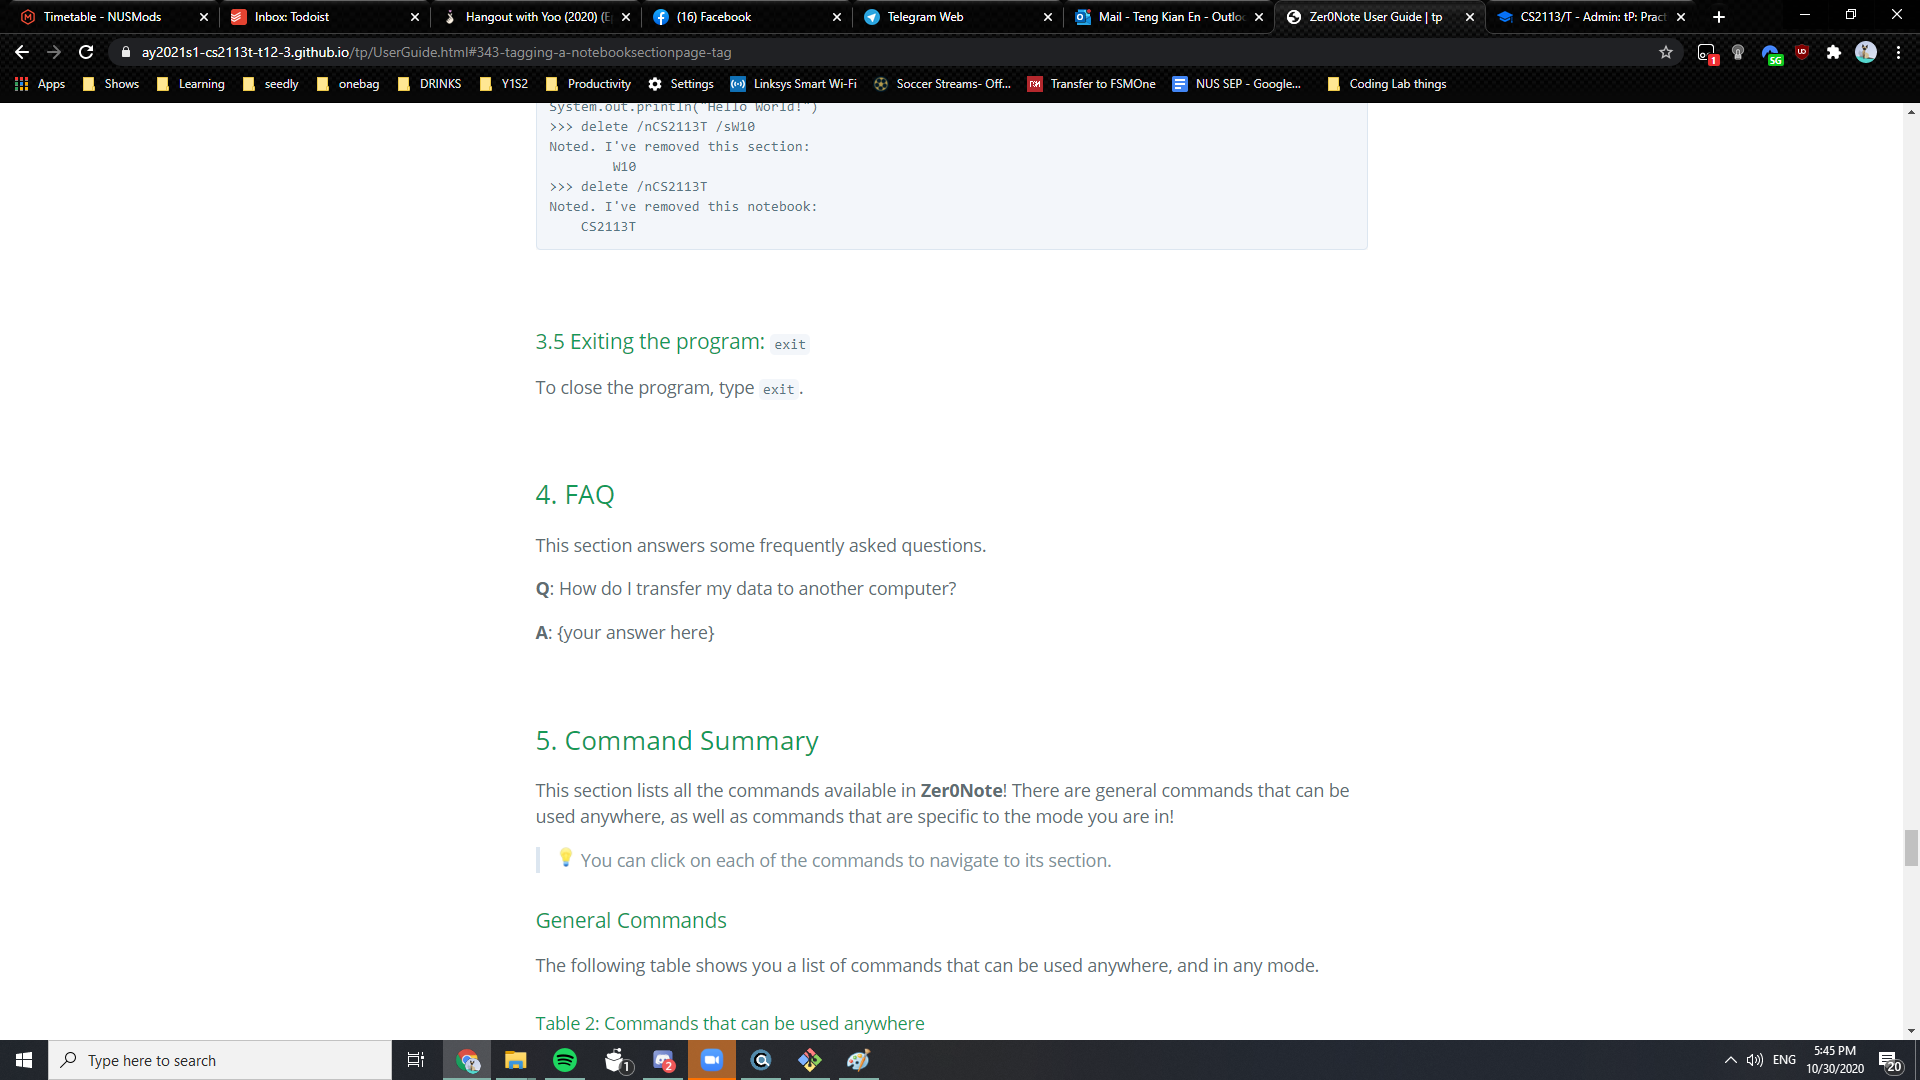 Timetable - NUSMods
Inbox: Todoist
Hangout with Yoo (2020) (E
(16) Facebook
Telegram Web
Mail - Teng Kian En - Outlo
Zer0Note User Guide | tp
CS2113/T - Admin: tP: Pract
ay2021s1-cs2113t-t12-3.github.io/tp/UserGuide.html#343-tagging-a-notebooksectionpage-tag
1
SG
Apps
Shows
Learning
seedly
onebag
DRINKS
Y1S2
Productivity
Settings
Linksys Smart Wi-Fi
Soccer Streams- Off...
Transfer to FSMOne
NUS SEP - Google...
Coding Lab things
System.out.println("Hello World!")
>>> delete /nCS2113T /sW10
Noted. I've removed this section:
W10
>>> delete /nCS2113T
Noted. I've removed this notebook:
CS2113T
3.5 Exiting the program: exit
To close the program, type exit.
4. FAQ
This section answers some frequently asked questions.
Q: How do I transfer my data to another computer?
A: {your answer here}
5. Command Summary
This section lists all the commands available in Zer0Note! There are general commands that can be
used anywhere, as well as commands that are specific to the mode you are in!
You can click on each of the commands to navigate to its section.
General Commands
The following table shows you a list of commands that can be used anywhere, and in any mode.
Table 2: Commands that can be used anywhere
Type here to search
1
2
ENG
5:45 PM
10/30/2020
20